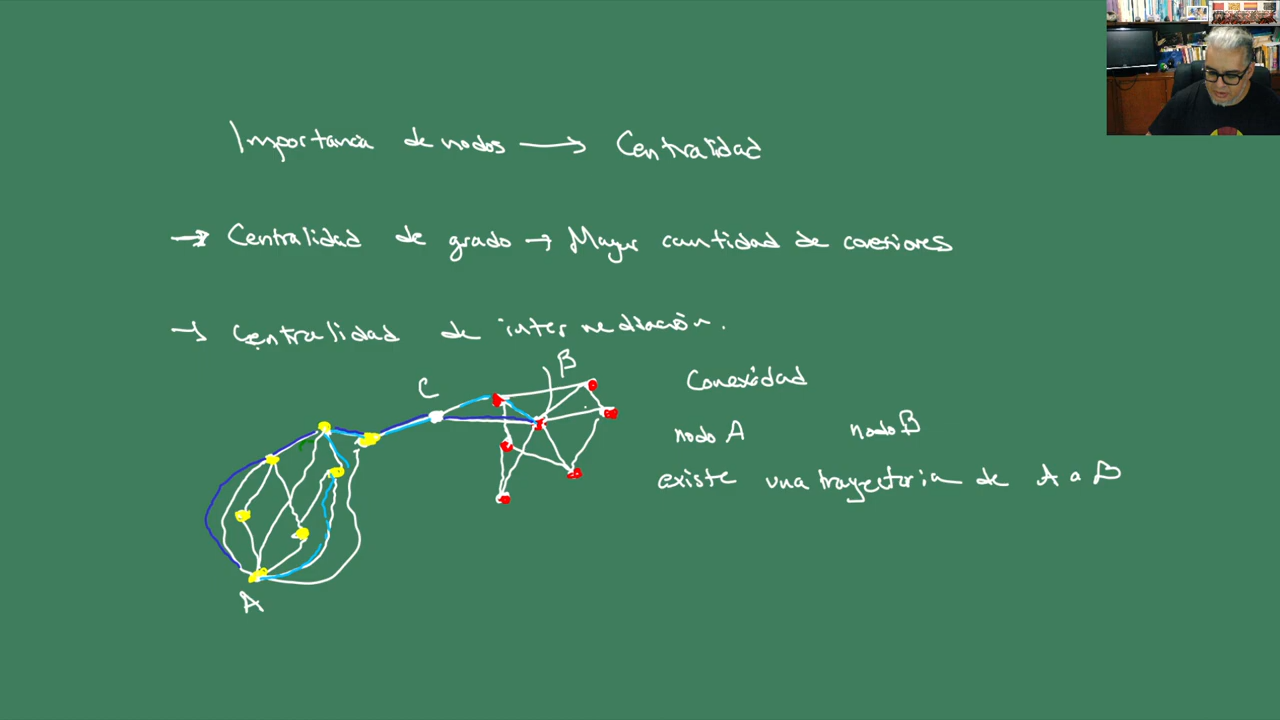 Importancia de nodos → Centralidad
→ Centralidad de grado → Mayor cantidad de conexiones
→ Centralidad de intermediación.
B
C
Conexidad
nodo A nodo B
existe una trayectoria de A a B
A